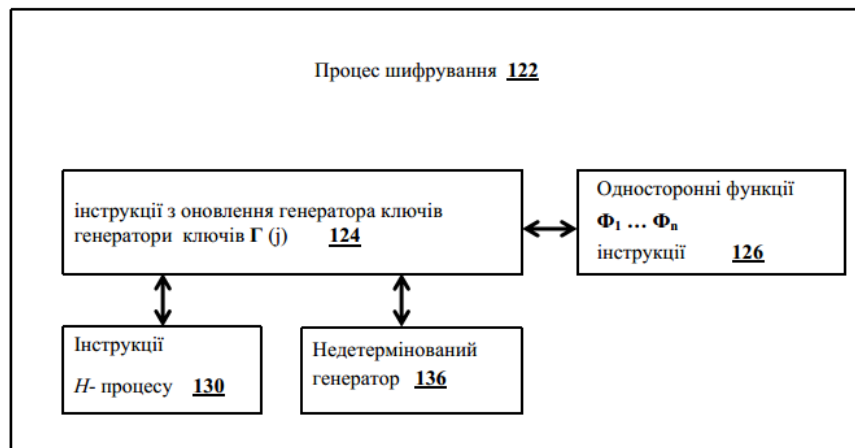 Процес шифрування 122
інструкції з оновлення генератора ключів
генератори ключів Г (j) 124
Односторонні функції
Φ₁ … Φₙ
інструкції 126
Інструкції
H- процесу 130
Недетермінований
генератор 136